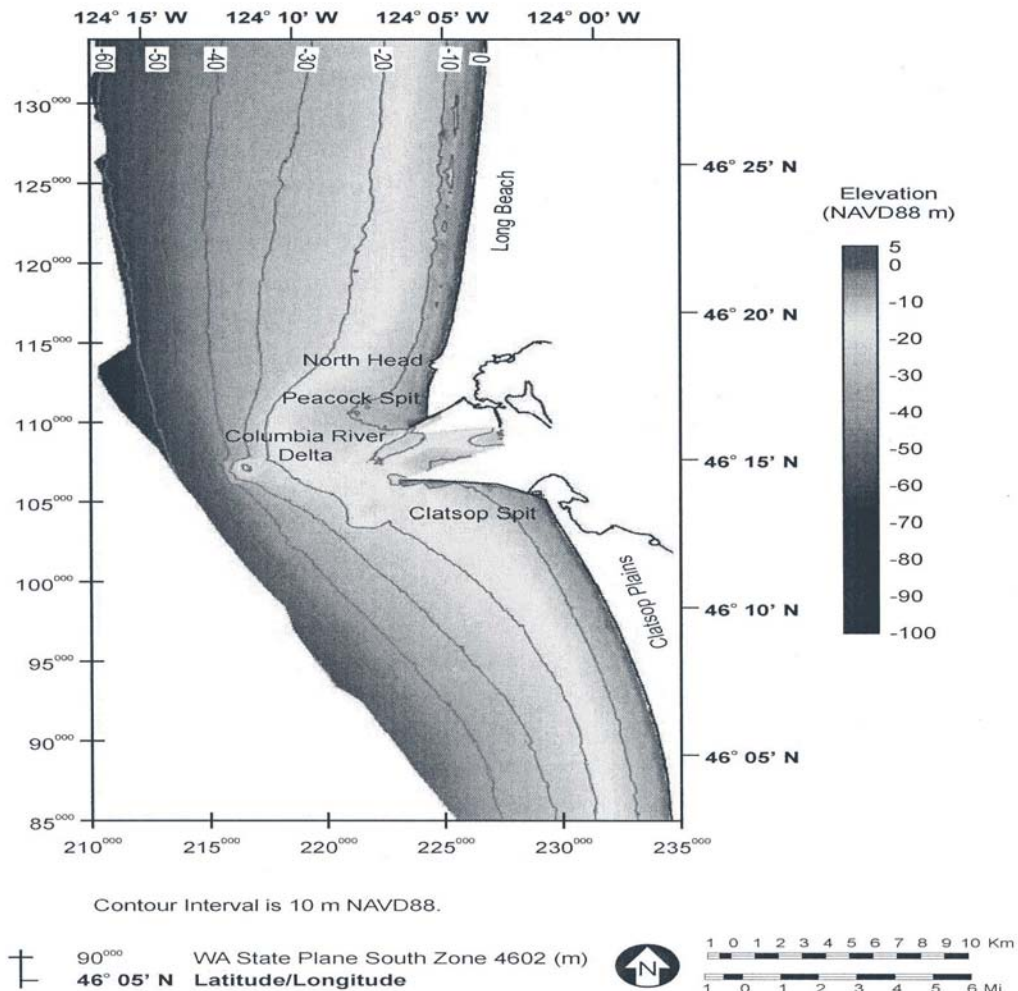 124° 15' W 124° 10' W 124° 05' W 124° 00' W
-60 -50 -40 -30 -20 -10 0
130⁰⁰⁰
125⁰⁰⁰
120⁰⁰⁰
115⁰⁰⁰
110⁰⁰⁰
105⁰⁰⁰
100⁰⁰⁰
95⁰⁰⁰
90⁰⁰⁰
85⁰⁰⁰
Long Beach
North Head
Peacock Spit
Columbia River
Delta
Clatsop Spit
Clatsop Plains
46° 25' N
46° 20' N
46° 15' N
46° 10' N
46° 05' N
Elevation
(NAVD88 m)
5
0
-10
-20
-30
-40
-50
-60
-70
-80
-90
-100
210⁰⁰⁰ 215⁰⁰⁰ 220⁰⁰⁰ 225⁰⁰⁰ 230⁰⁰⁰ 235⁰⁰⁰
Contour Interval is 10 m NAVD88.
90⁰⁰⁰ WA State Plane South Zone 4602 (m)
46° 05' N Latitude/Longitude
N
1 0 1 2 3 4 5 6 7 8 9 10 Km
1 0 1 2 3 4 5 6 Mi